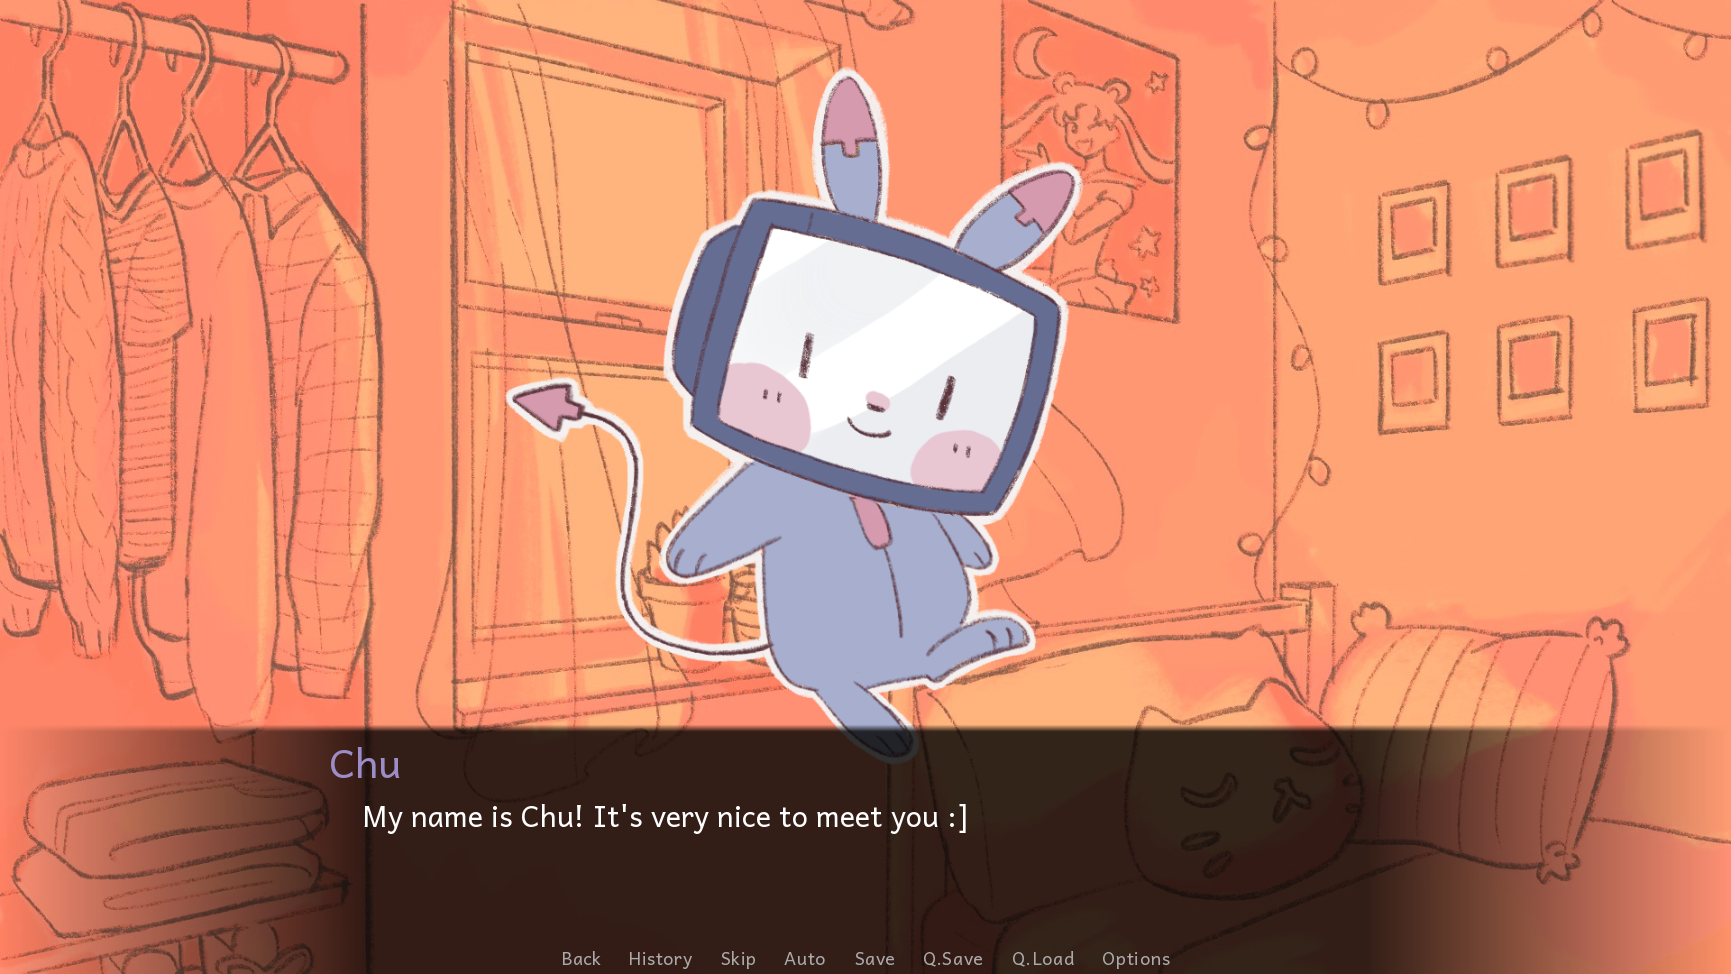 Chu
My name is Chu! It's very nice to meet you :]
Back History Skip Auto Save Q.Save Q.Load Options